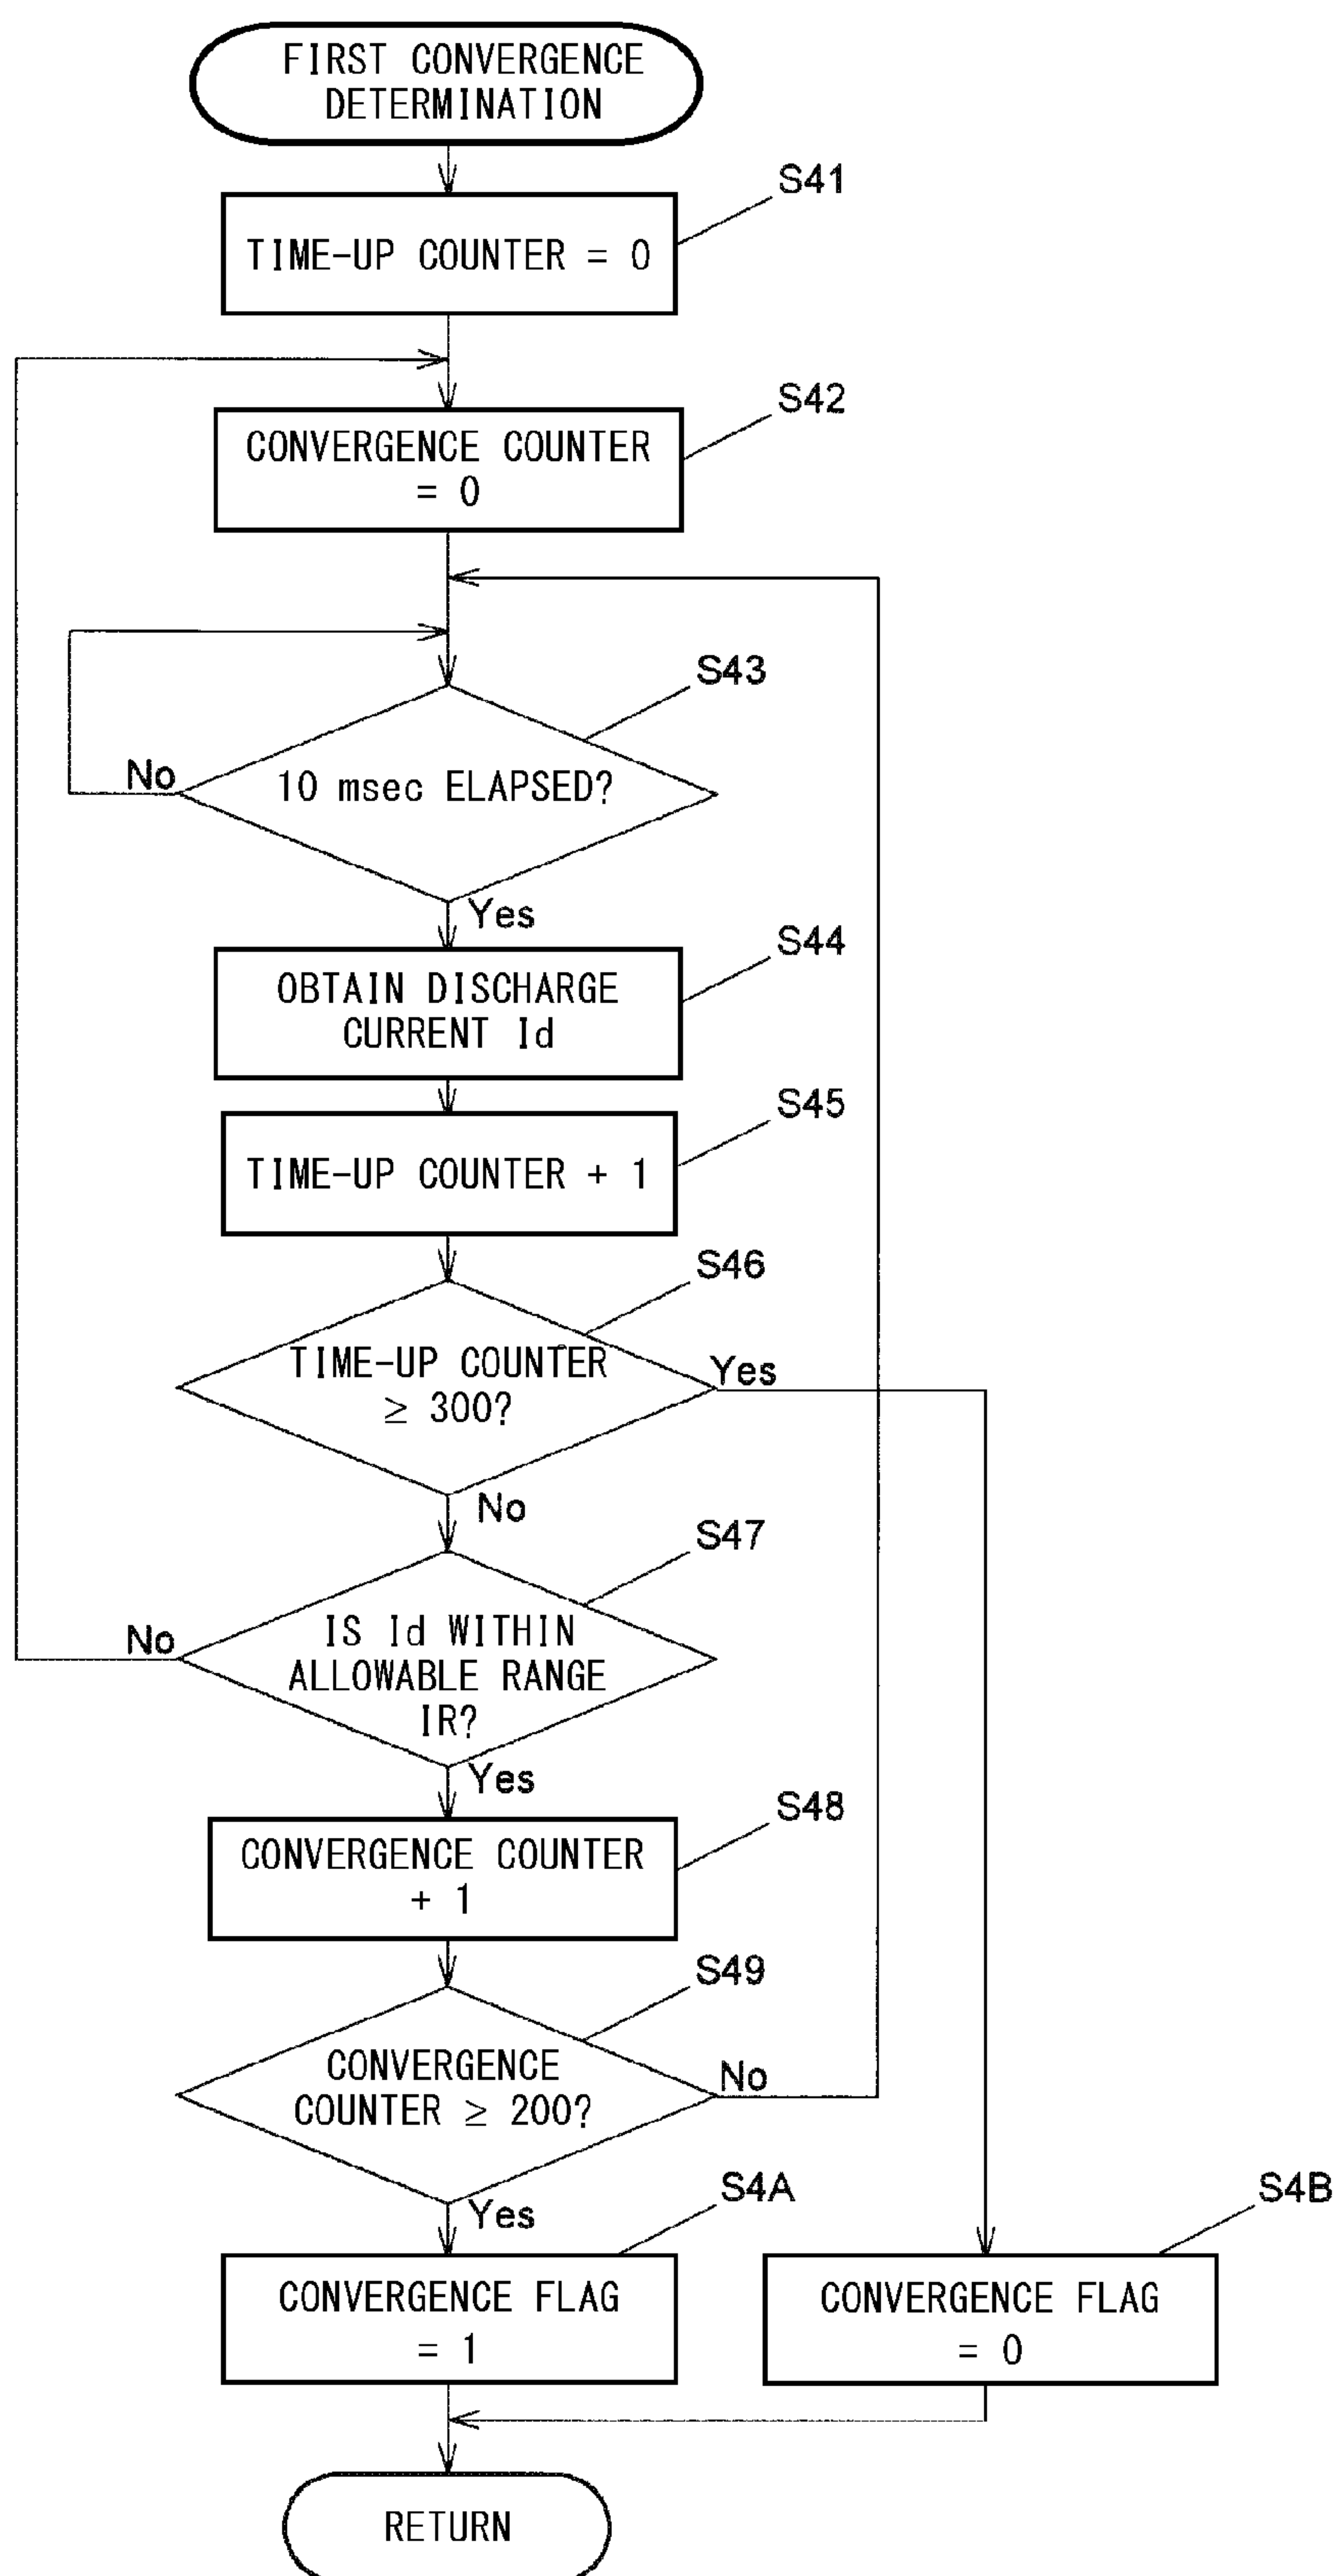 FIRST CONVERGENCE
DETERMINATION
S41
TIME-UP COUNTER = 0
S42
CONVERGENCE COUNTER
= 0
S43
No
10 msec ELAPSED?
Yes
S44
OBTAIN DISCHARGE
CURRENT Id
S45
TIME-UP COUNTER + 1
S46
TIME-UP COUNTER
≥ 300?
Yes
No
S47
No
IS Id WITHIN
ALLOWABLE RANGE
IR?
Yes
S48
CONVERGENCE COUNTER
+ 1
S49
CONVERGENCE
COUNTER ≥ 200?
No
Yes
S4A
S4B
CONVERGENCE FLAG
= 1
CONVERGENCE FLAG
= 0
RETURN